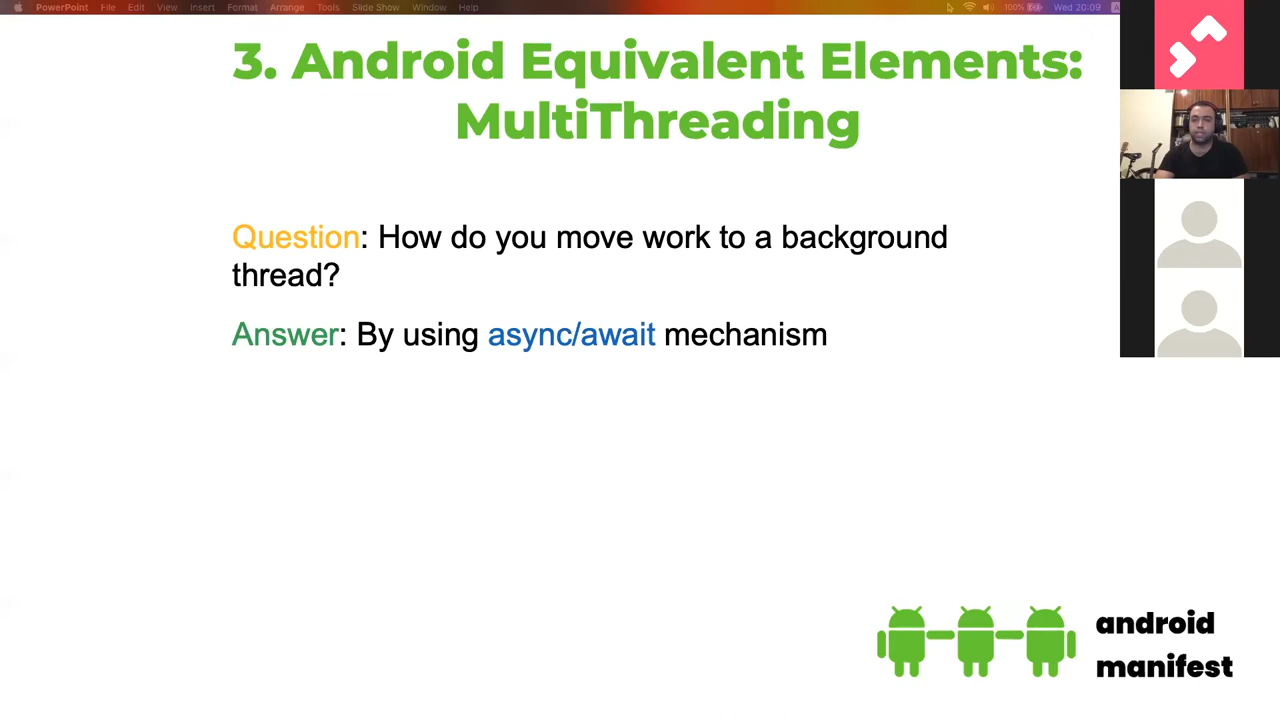 PowerPoint File Edit View Insert Format Arrange Tools Slide Show Window Help 100% Wed 20:09
3. Android Equivalent Elements:
MultiThreading
Question: How do you move work to a background
thread?
Answer: By using async/await mechanism
android
manifest